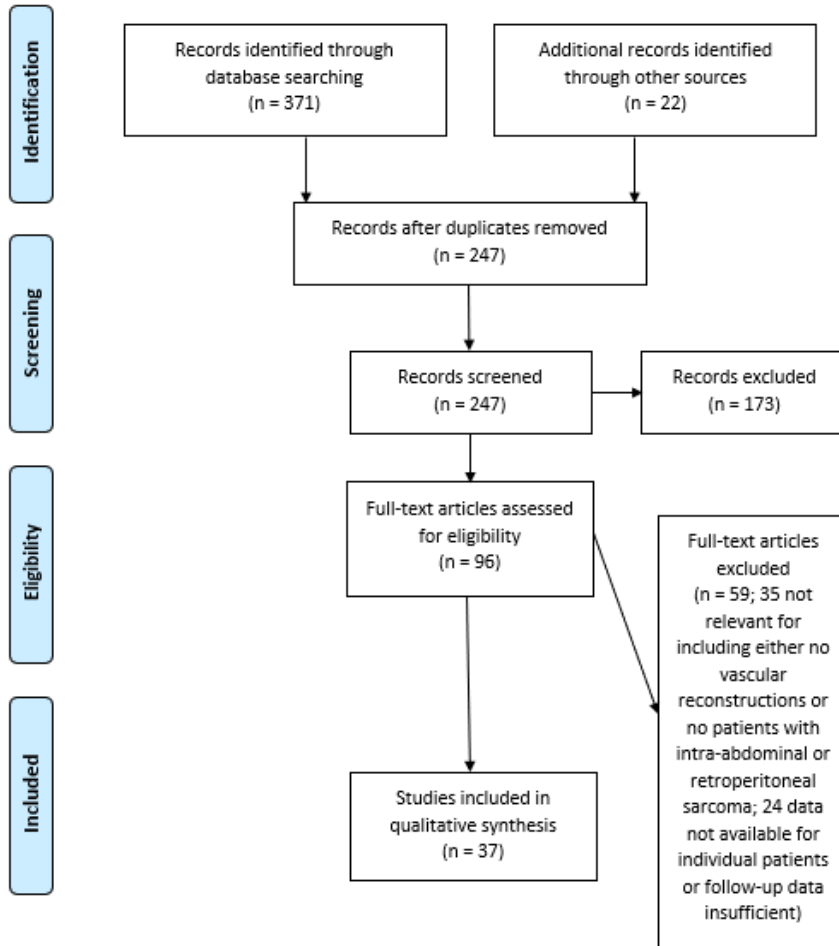 Identification
Records identified through
database searching
(n = 371)
Additional records identified
through other sources
(n = 22)
Records after duplicates removed
(n = 247)
Screening
Records screened
(n = 247)
Records excluded
(n = 173)
Eligibility
Full-text articles assessed
for eligibility
(n = 96)
Full-text articles
excluded
(n = 59; 35 not
relevant for
including either no
vascular
reconstructions or
no patients with
intra-abdominal or
retroperitoneal
sarcoma; 24 data
not available for
individual patients
or follow-up data
insufficient)
Included
Studies included in
qualitative synthesis
(n = 37)